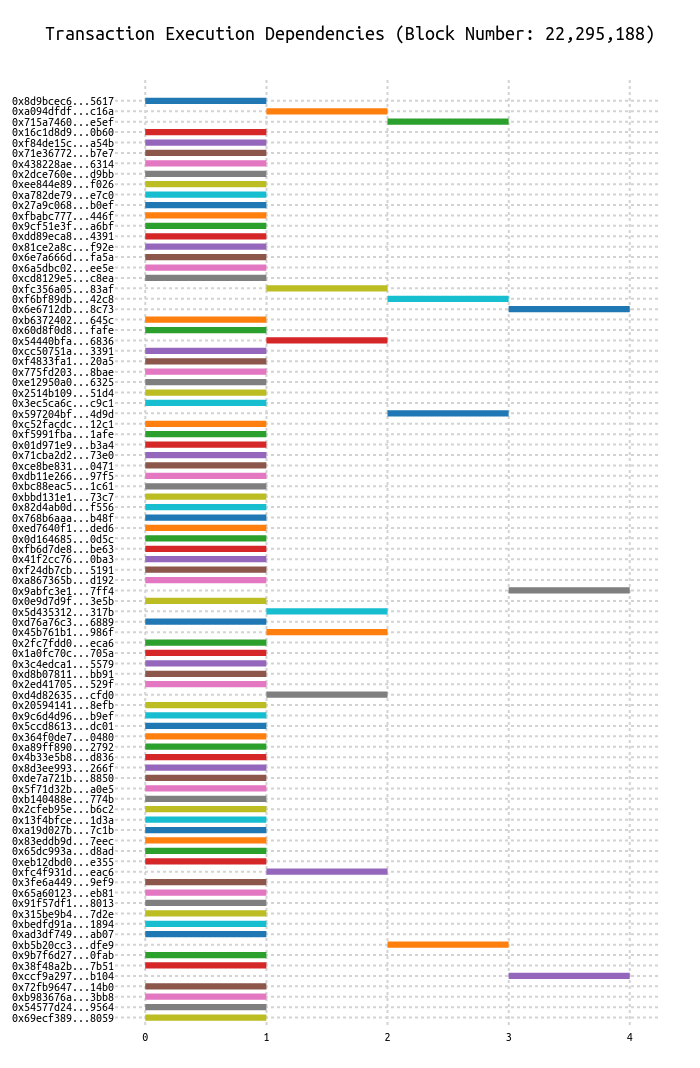 Transaction Execution Dependencies (Block Number: 22,295,188)
0x8d9bcec6...5617
0xa094dfdf...c16a
0x715a7460...e5ef
0x16c1d8d9...0b60
0xf84de15c...a54b
0x71e36772...b7e7
0x438228ae...6314
0x2dce760e...d9bb
0xee844e89...f026
0xa782de79...e7c0
0x27a9c068...b0ef
0xfbabc777...446f
0x9cf51e3f...a6bf
0xdd89eca8...4391
0x81ce2a8c...f92e
0x6e7a666d...fa5a
0x6a5dbc02...ee5e
0xcd8129e5...c8ea
0xfc356a05...83af
0xf6bf89db...42c8
0x6e6712db...8c73
0xb6372402...645c
0x60d8f0d8...fafe
0x54440bfa...6836
0xcc50751a...3391
0xf4833fa1...20a5
0x775fd203...8bae
0xe12950a0...6325
0x2514b109...51d4
0x3ec5ca6c...c9c1
0x597204bf...4d9d
0xc52facdc...12c1
0xf5991fba...1afe
0x01d971e9...b3a4
0x71cba2d2...73e0
0xce8be831...0471
0xdb11e266...97f5
0xbc88eac5...1c61
0xbbd131e1...73c7
0x82d4ab0d...f556
0x768b6aaa...b48f
0xed7640f1...ded6
0x0d164685...0d5c
0xfb6d7de8...be63
0x41f2cc76...0ba3
0xf24db7cb...5191
0xa867365b...d192
0x9abfc3e1...7ff4
0x0e9d7d9f...3e5b
0x5d435312...317b
0xd76a76c3...6889
0x45b761b1...986f
0x2fc7fdd0...eca6
0x1a0fc70c...705a
0x3c4edca1...5579
0xd8b07811...bb91
0x2ed41705...529f
0xd4d82635...cfd0
0x20594141...8efb
0x9c6d4d96...b9ef
0x5ccd8613...dc01
0x364f0de7...0480
0xa89ff890...2792
0x4b33e5b8...d836
0x8d3ee993...266f
0xde7a721b...8850
0x5f71d32b...a0e5
0xb140488e...774b
0x2cfeb95e...b6c2
0x13f4bfce...1d3a
0xa19d027b...7c1b
0x83eddb9d...7eec
0x65dc993a...d8ad
0xeb12dbd0...e355
0xfc4f931d...eac6
0x3fe6a449...9ef9
0x65a60123...eb81
0x91f57df1...8013
0x315be9b4...7d2e
0xbedfd91a...1894
0xad3df749...ab07
0xb5b20cc3...dfe9
0x9b7f6d27...0fab
0x38f48a2b...7b51
0xccf9a297...b104
0x72fb9647...14b0
0xb983676a...3bb8
0x54577d24...9564
0x69ecf389...8059
0 1 2 3 4